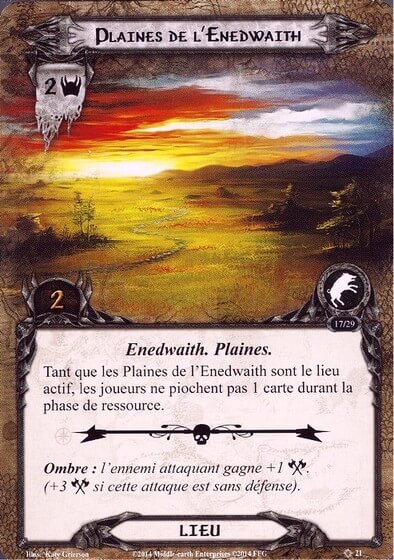 Plaines de l'Enedwaith
2
2
17/29
Enedwaith. Plaines.
Tant que les Plaines de l'Enedwaith sont le lieu
actif, les joueurs ne piochent pas 1 carte durant la
phase de ressource.
Ombre : l'ennemi attaquant gagne +1 .
(+3 si cette attaque est sans défense).
LIEU
Illus. Katy Grierson
©2014 Middle-earth Enterprises ©2014 FFG
21